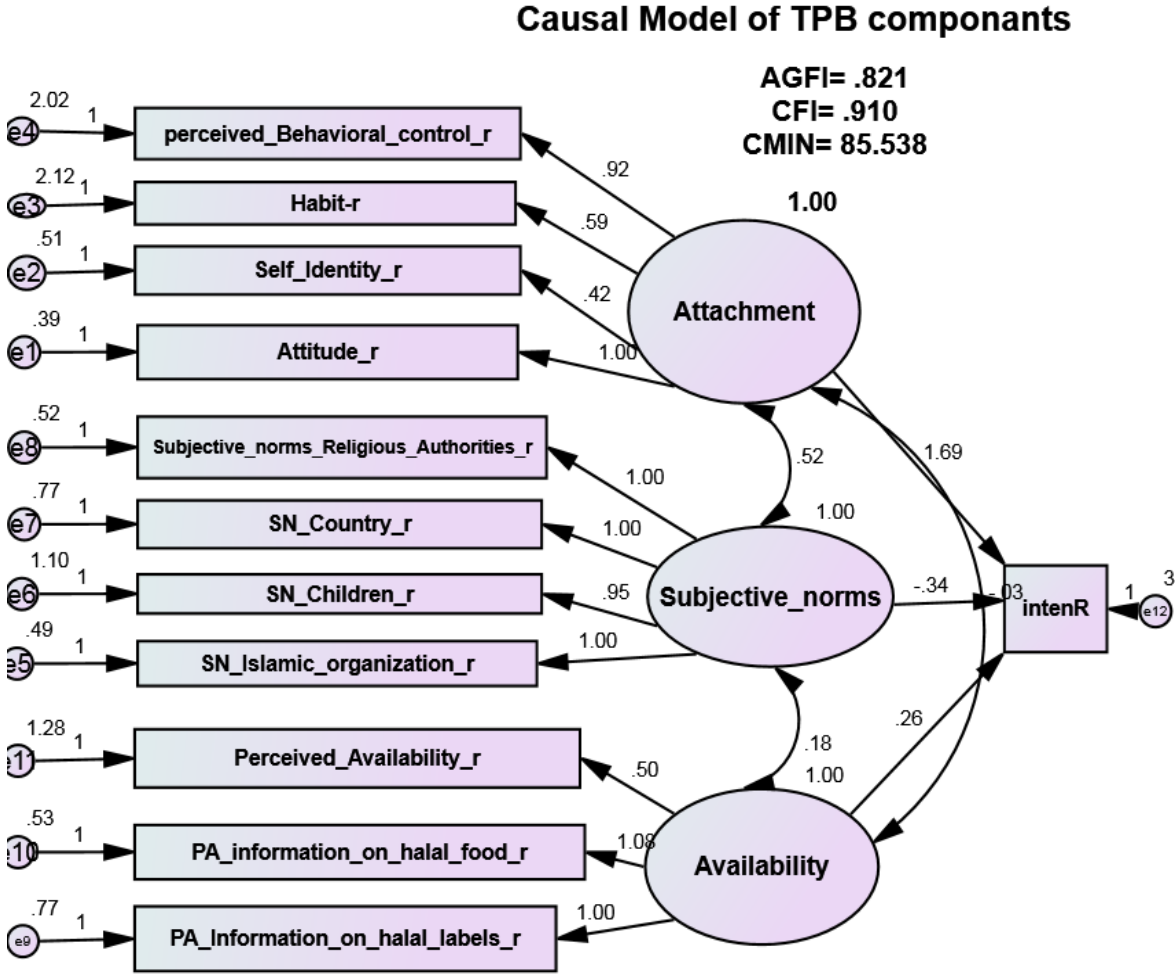 Causal Model of TPB componants
AGFI= .821
CFI= .910
CMIN= 85.538
2.02
e4
1
perceived_Behavioral_control_r
.92
2.12
e3
1
Habit-r
.59
1.00
.51
e2
1
Self_Identity_r
.42
Attachment
.39
e1
1
Attitude_r
1.00
.52
e8
1
Subjective_norms_Religious_Authorities_r
1.00
.52
1.69
.77
e7
1
SN_Country_r
1.00
1.00
1.10
e6
1
SN_Children_r
.95
Subjective_norms
-.34
-.03
intenR
1
e12
3
.49
e5
1
SN_Islamic_organization_r
1.00
1.28
e11
1
Perceived_Availability_r
.50
.18
1.00
.26
.53
e10
1
PA_information_on_halal_food_r
1.08
Availability
.77
e9
1
PA_Information_on_halal_labels_r
1.00